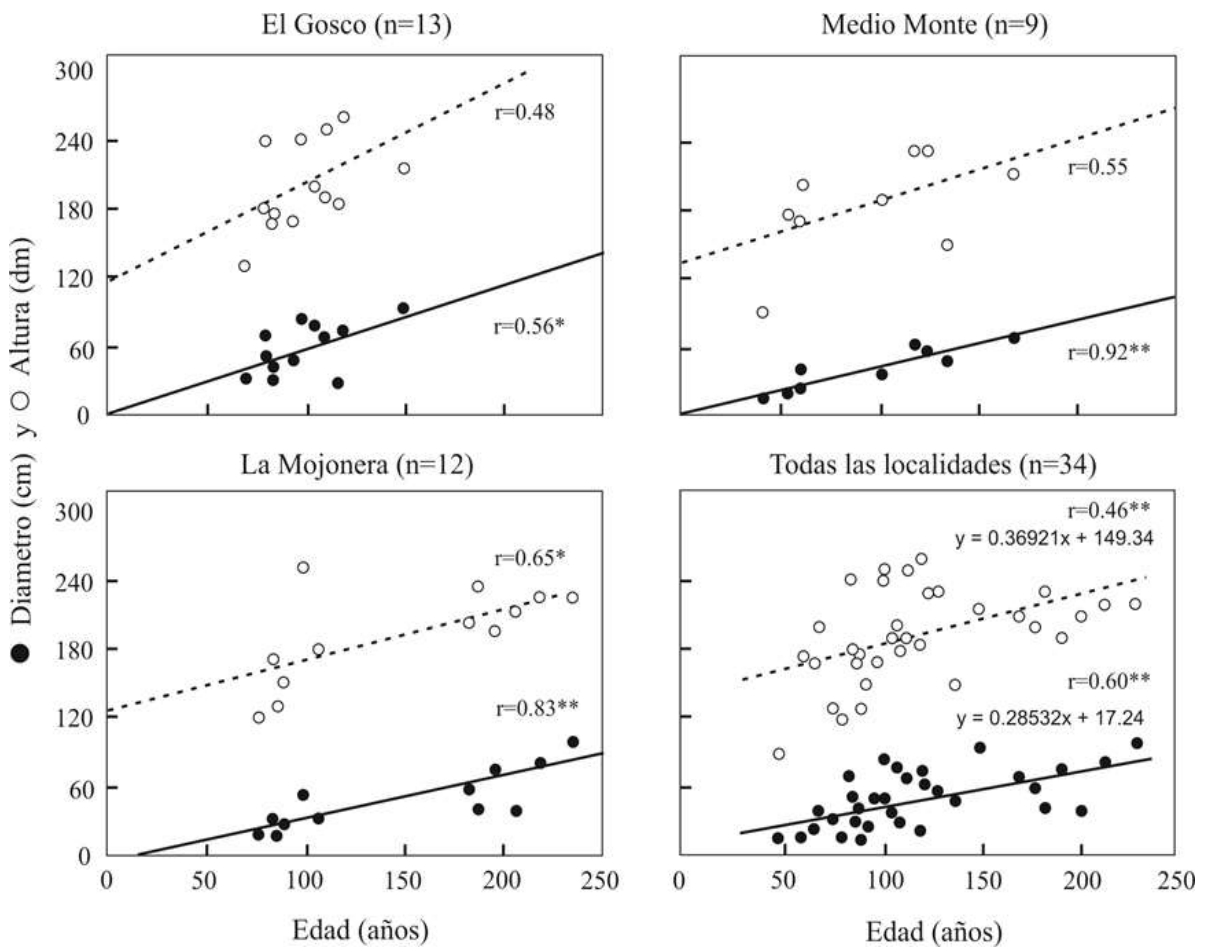 El Gosco (n=13)
Medio Monte (n=9)
300
240
180
120
60
0
r=0.48
r=0.56*
r=0.55
r=0.92**
● Diametro (cm) y ○ Altura (dm)
La Mojonera (n=12)
Todas las localidades (n=34)
300
240
180
120
60
0
r=0.65*
r=0.83**
r=0.46**
y = 0.36921x + 149.34
r=0.60**
y = 0.28532x + 17.24
0 50 100 150 200 250
0 50 100 150 200 250
Edad (años)
Edad (años)